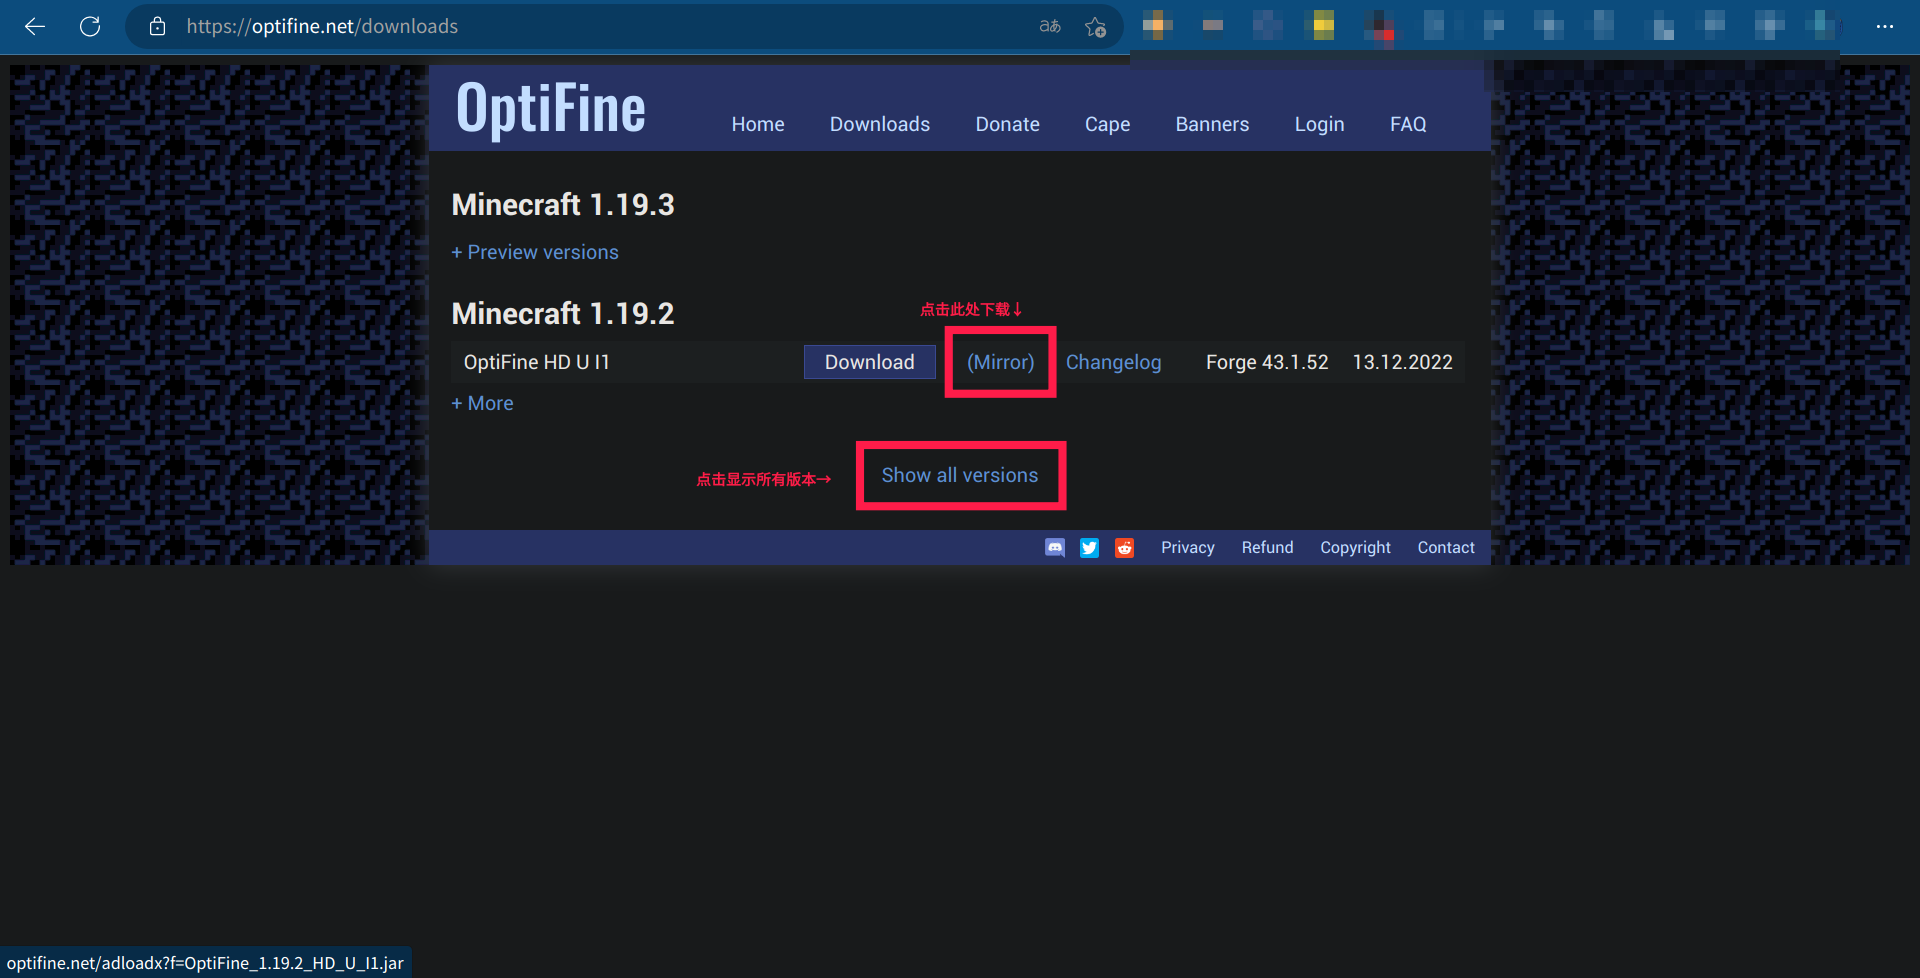 https://optifine.net/downloads
aあ
OptiFine
Home Downloads Donate Cape Banners Login FAQ
Minecraft 1.19.3
+ Preview versions
Minecraft 1.19.2
点击此处下载↓
OptiFine HD U I1 Download (Mirror) Changelog Forge 43.1.52 13.12.2022
+ More
点击显示所有版本→
Show all versions
Privacy Refund Copyright Contact
optifine.net/adloadx?f=OptiFine_1.19.2_HD_U_I1.jar